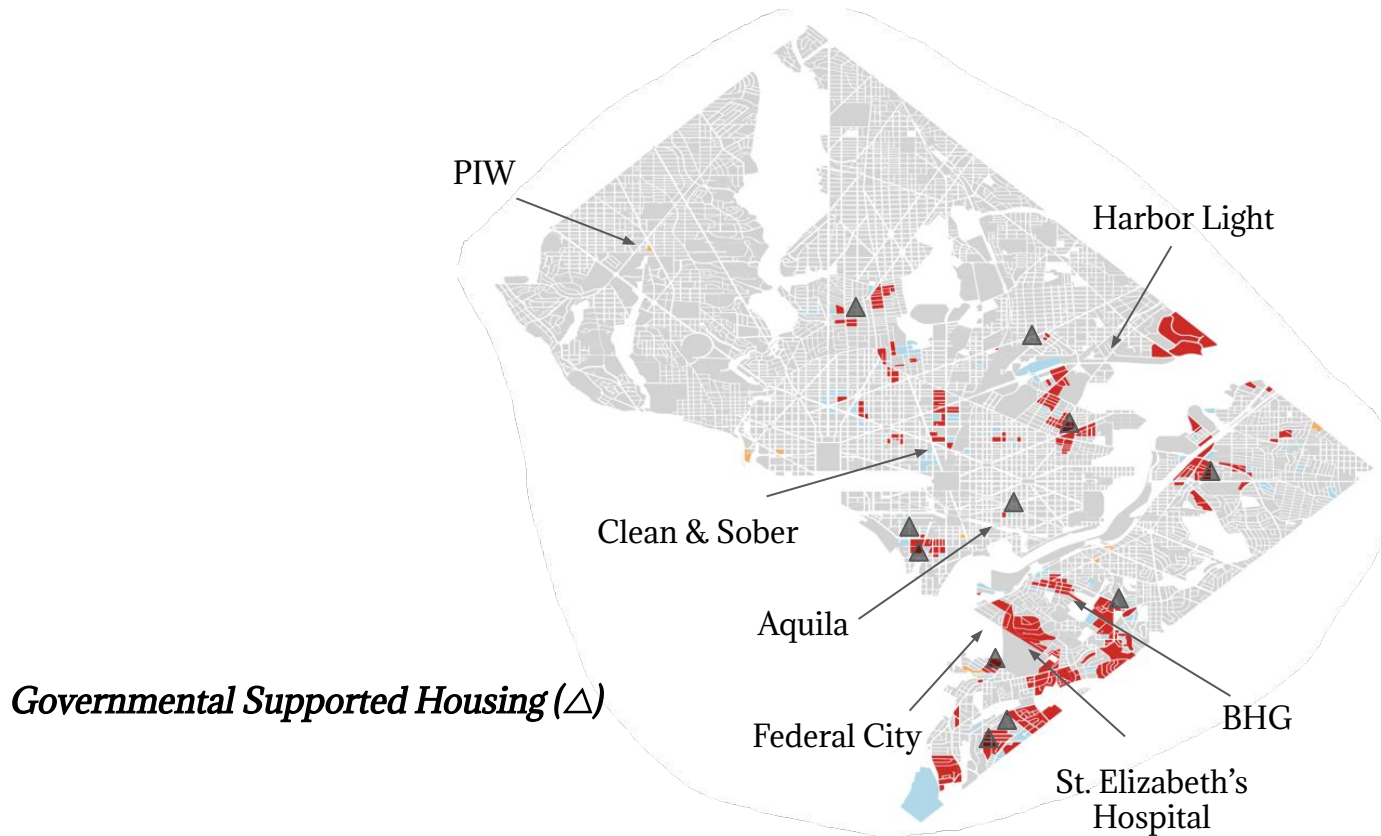 PIW
Harbor Light
Clean & Sober
Aquila
Governmental Supported Housing (△)
Federal City
BHG
St. Elizabeth’s
Hospital